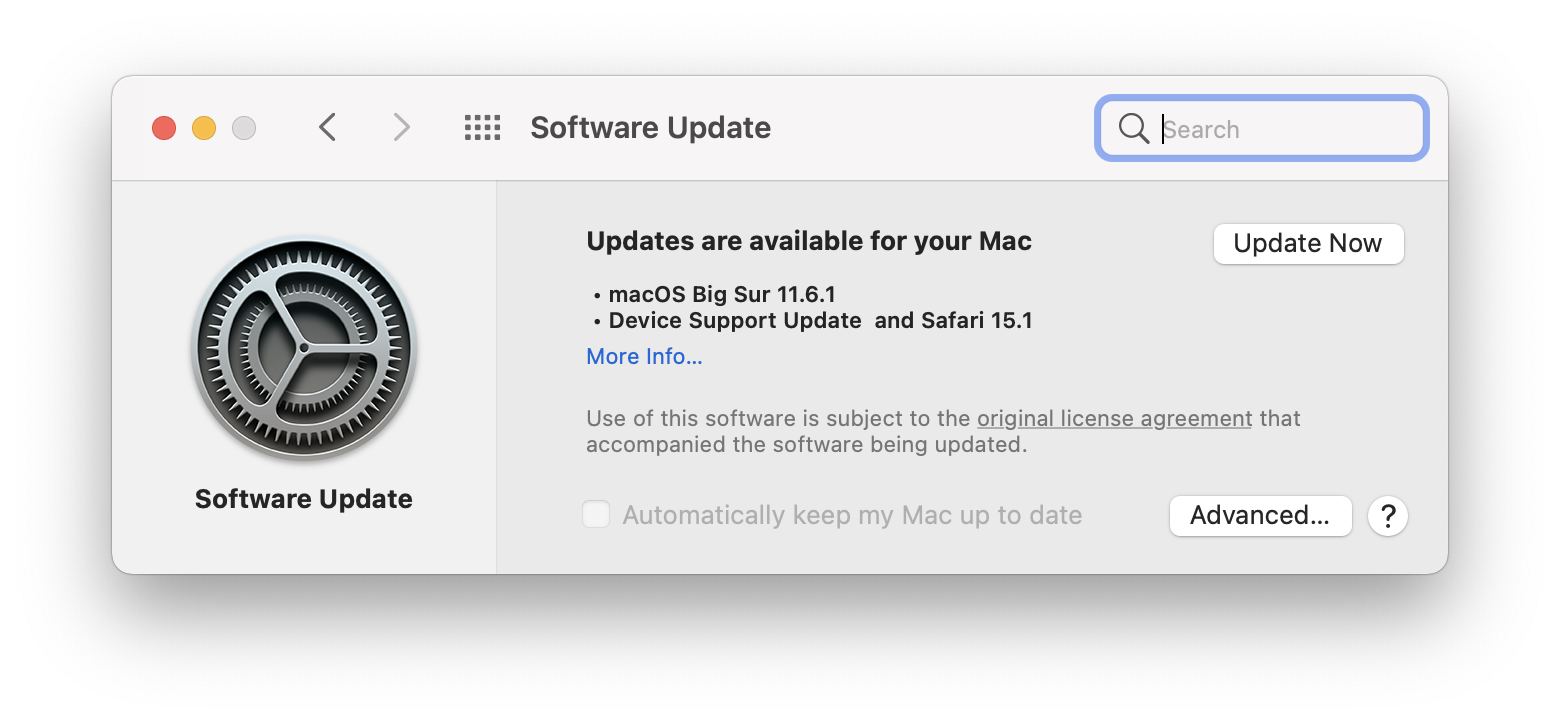 Software Update
Search
Updates are available for your Mac
Update Now
• macOS Big Sur 11.6.1
• Device Support Update  and Safari 15.1
More Info...
Use of this software is subject to the original license agreement that
accompanied the software being updated.
Software Update
Automatically keep my Mac up to date
Advanced...
?